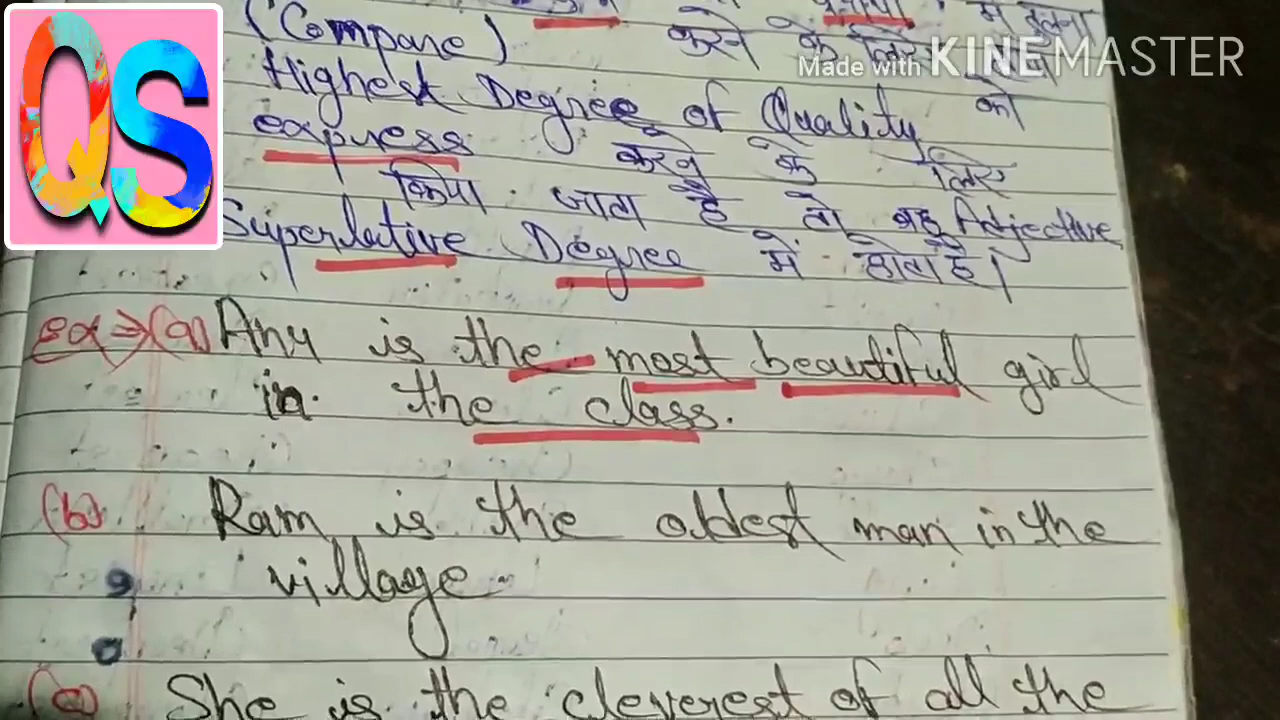 QS
Made with KINEMASTER
(Compare) करने के लिए
Highest Degree of Quality को
express करने के लिए
किया जाता है तो वह Adjective
Superlative Degree में होता है।
ex ⇒ (a) Anu is the most beautiful girl
in the class.
(b) Ram is the oldest man in the
village.
(c) She is the cleverest of all the